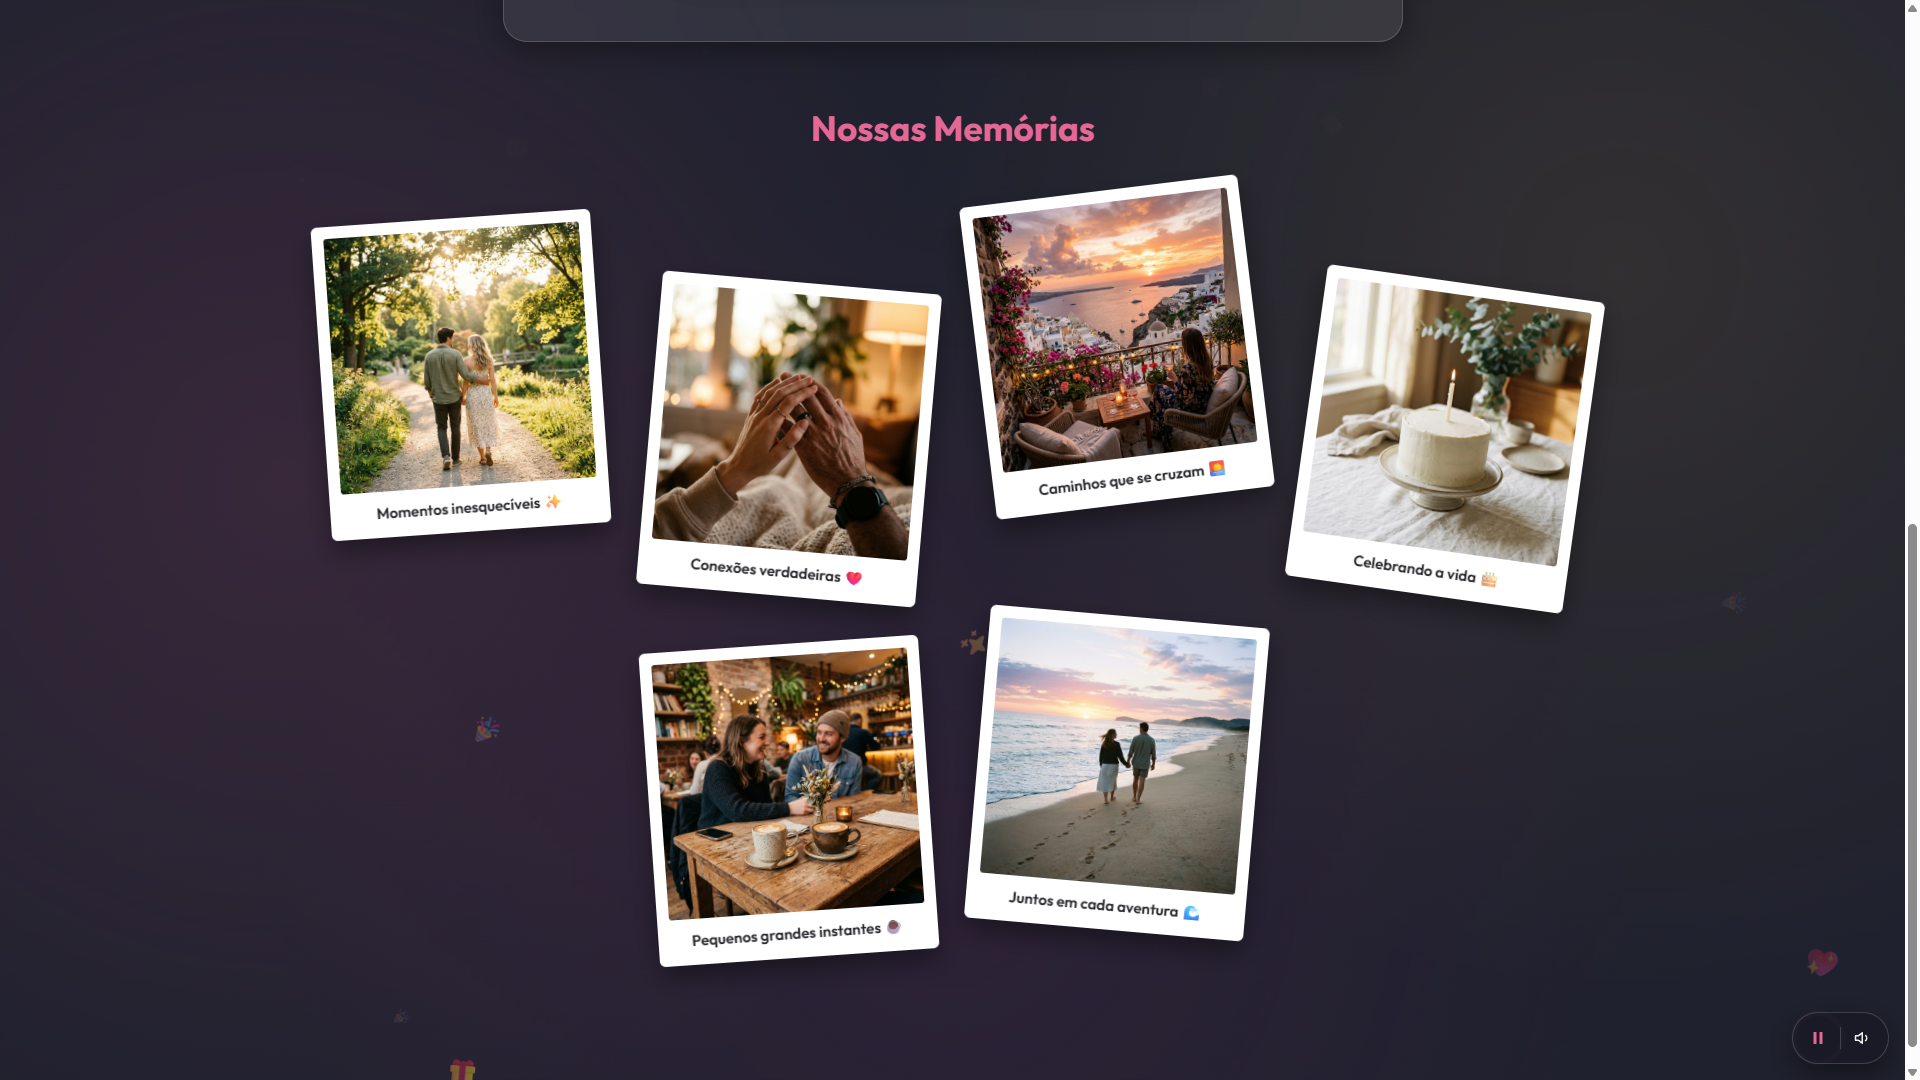 Nossas Memórias
Momentos inesquecíveis ✨
Conexões verdadeiras ❤️
Caminhos que se cruzam 🌅
Celebrando a vida 🎂
Pequenos grandes instantes ☕
Juntos em cada aventura 🌊